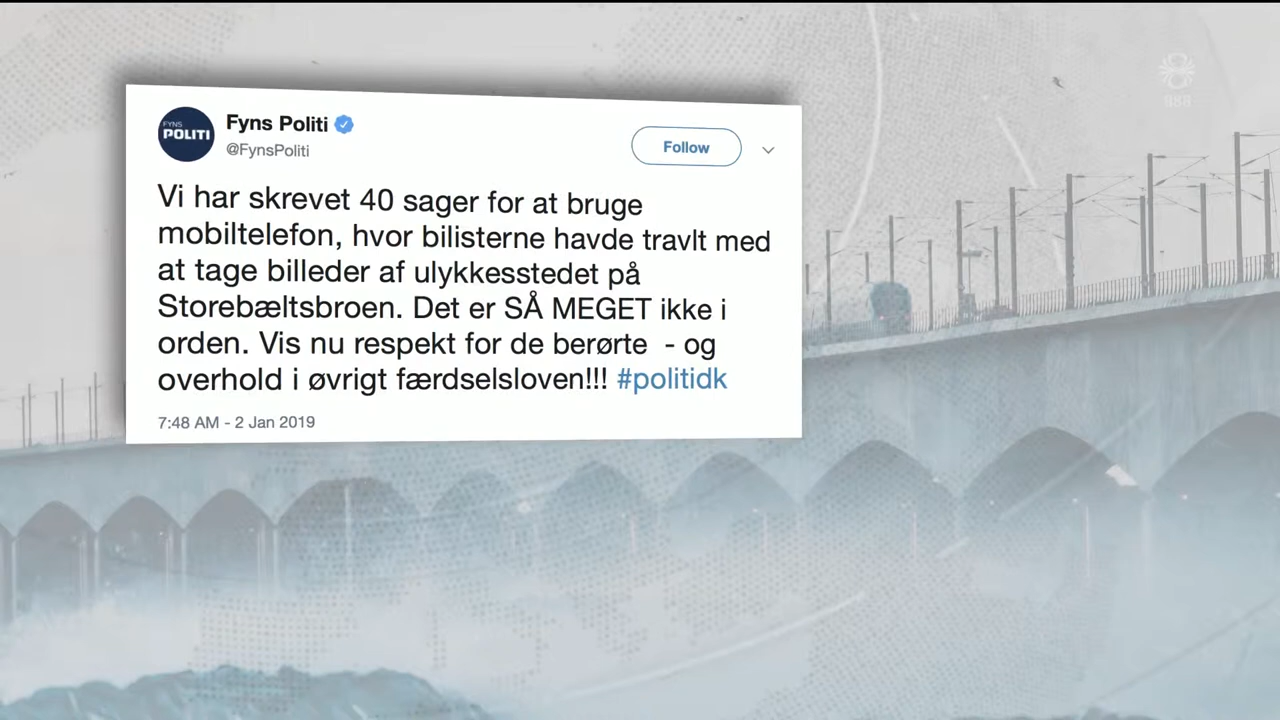 FYNS
POLITI
Fyns Politi
@FynsPoliti
Follow
Vi har skrevet 40 sager for at bruge
mobiltelefon, hvor bilisterne havde travlt med
at tage billeder af ulykkesstedet på
Storebæltsbroen. Det er SÅ MEGET ikke i
orden. Vis nu respekt for de berørte  - og
overhold i øvrigt færdselsloven!!! #politidk
7:48 AM - 2 Jan 2019